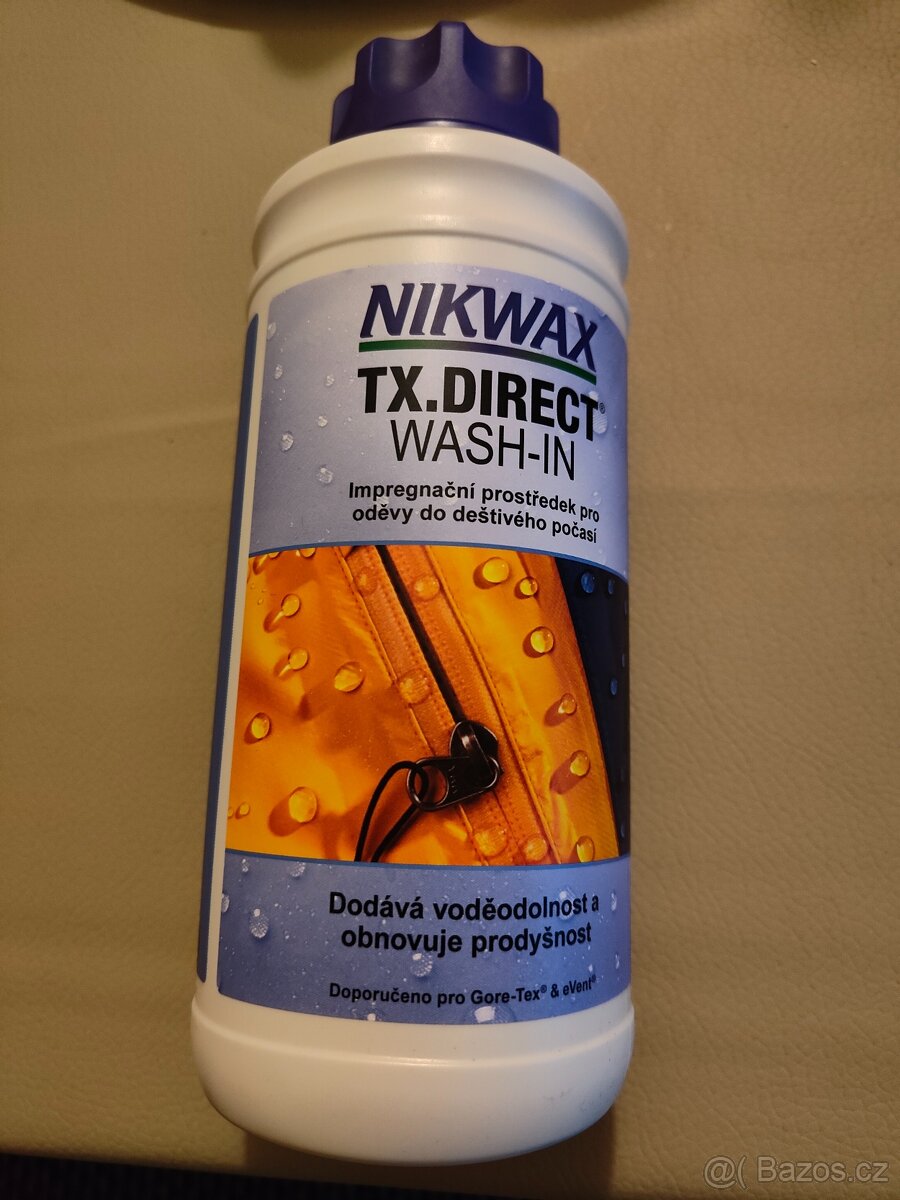 NIKWAX
TX.DIRECT®
WASH-IN
Impregnační prostředek pro
oděvy do deštivého počasí
Dodává voděodolnost a
obnovuje prodyšnost
Doporučeno pro Gore-Tex® & eVent®
@( Bazos.cz